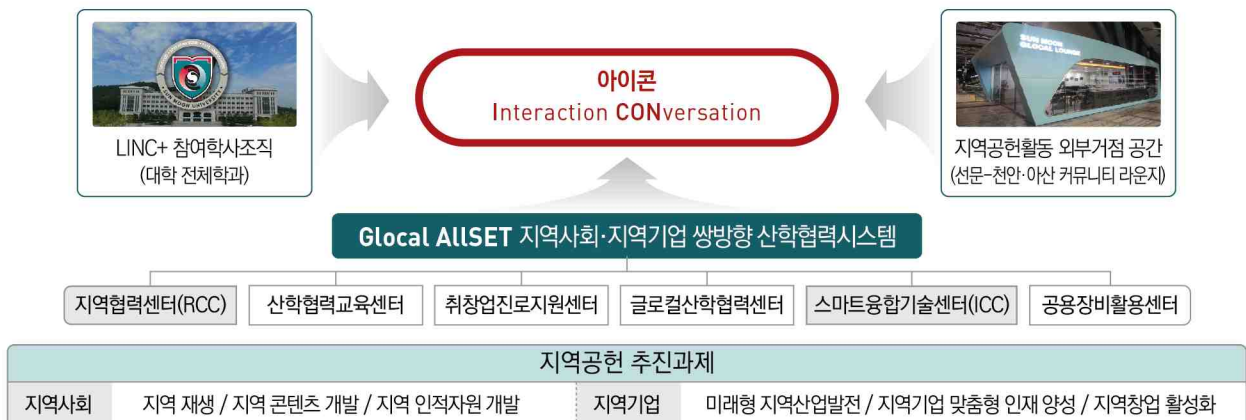 SUN MOON UNIVERSITY
LINC+ 참여학사조직
(대학 전체학과)
아이콘
Interaction CONversation
SUN MOON
GLOCAL LOUNGE
지역공헌활동 외부거점 공간
(선문-천안·아산 커뮤니티 라운지)
Glocal AllSET 지역사회·지역기업 쌍방향 산학협력시스템
지역협력센터(RCC)
산학협력교육센터
취창업진로지원센터
글로컬산학협력센터
스마트융합기술센터(ICC)
공용장비활용센터
지역공헌 추진과제
지역사회 지역 재생 / 지역 콘텐츠 개발 / 지역 인적자원 개발
지역기업 미래형 지역산업발전 / 지역기업 맞춤형 인재 양성 / 지역창업 활성화